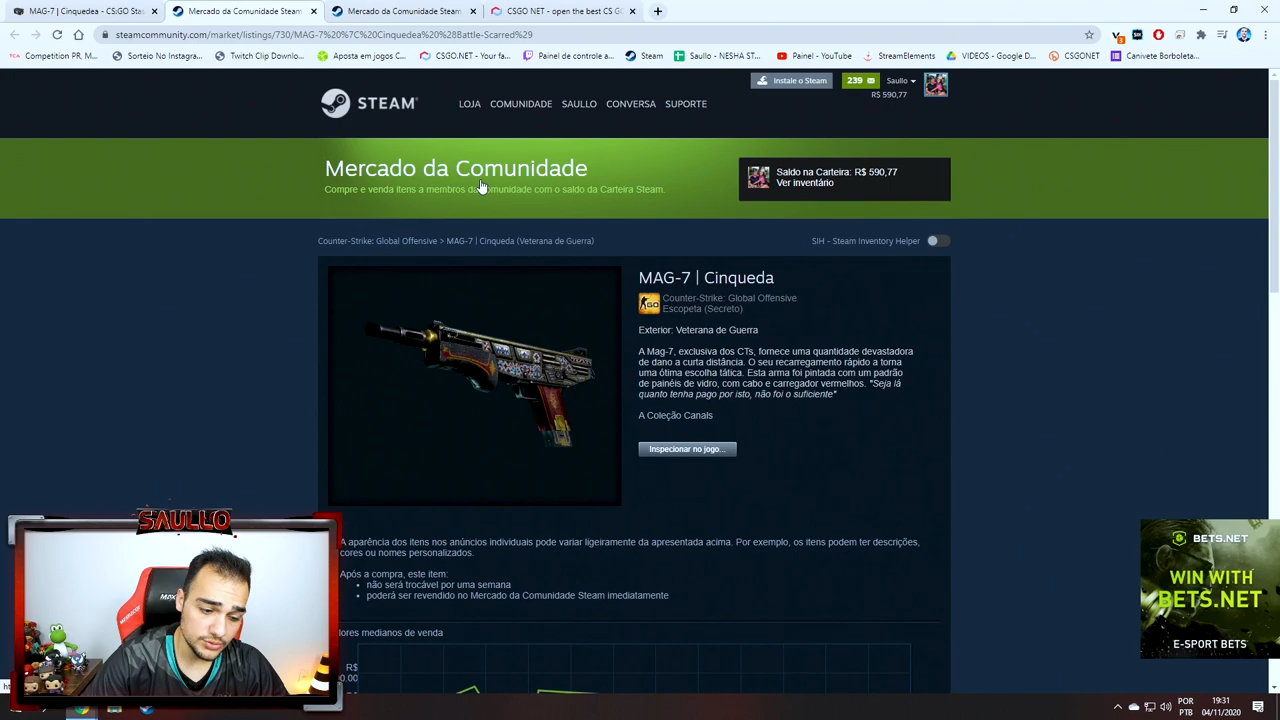 MAG-7 | Cinqueda - CS:GO Stas
Mercado da Comunidade Steam:
Mercado da Comunidade Steam:
CSGO.net - open the best CS GC
steamcommunity.com/market/listings/730/MAG-7%20%7C%20Cinquedea%20%28Battle-Scarred%29
Competition PR, M...
Sorteio No Instagra...
Twitch Clip Downlo...
Aposta em jogos C...
CSGO.NET - Your fa...
Painel de controle a...
Steam
Saullo - NESHA ST...
Painel - YouTube
StreamElements
VIDEOS - Google D...
CSGONET
Canivete Borboleta...
STEAM
LOJA COMUNIDADE SAULLO CONVERSA SUPORTE
Instale o Steam
239
Saullo
R$ 590,77
Mercado da Comunidade
Compre e venda itens a membros da comunidade com o saldo da Carteira Steam.
Saldo na Carteira: R$ 590,77
Ver inventário
Counter-Strike: Global Offensive > MAG-7 | Cinqueda (Veterana de Guerra)
SIH - Steam Inventory Helper
MAG-7 | Cinqueda
Counter-Strike: Global Offensive
Escopeta (Secreto)
Exterior: Veterana de Guerra
A Mag-7, exclusiva dos CTs, fornece uma quantidade devastadora
de dano a curta distância. O seu recarregamento rápido a torna
uma ótima escolha tática. Esta arma foi pintada com um padrão
de painéis de vidro, com cabo e carregador vermelhos. "Seja lá
quanto tenha pago por isto, não foi o suficiente"
A Coleção Canals
Inspecionar no jogo...
A aparência dos itens nos anúncios individuais pode variar ligeiramente da apresentada acima. Por exemplo, os itens podem ter descrições,
cores ou nomes personalizados.
Após a compra, este item:
não será trocável por uma semana
poderá ser revendido no Mercado da Comunidade Steam imediatamente
lores medianos de venda
R$
SAULLO
BETS.NET
WIN WITH
BETS.NET
E-SPORT BETS
POR
PTB
19:31
04/11/2020